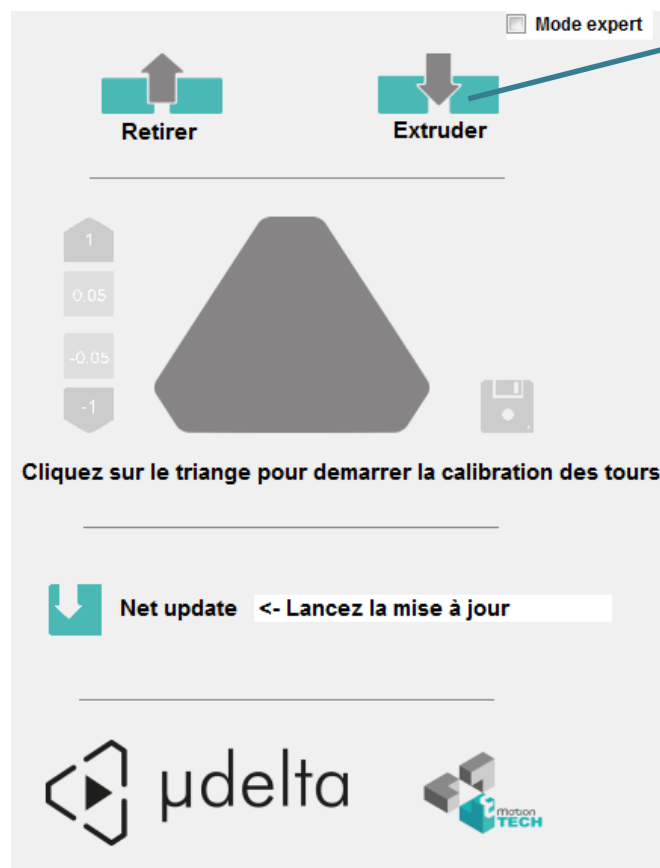 Mode expert
Retirer
Extruder
1
0.05
-0.05
-1
Cliquez sur le triange pour demarrer la calibration des tours
Net update <- Lancez la mise à jour
µdelta
emotion
TECH